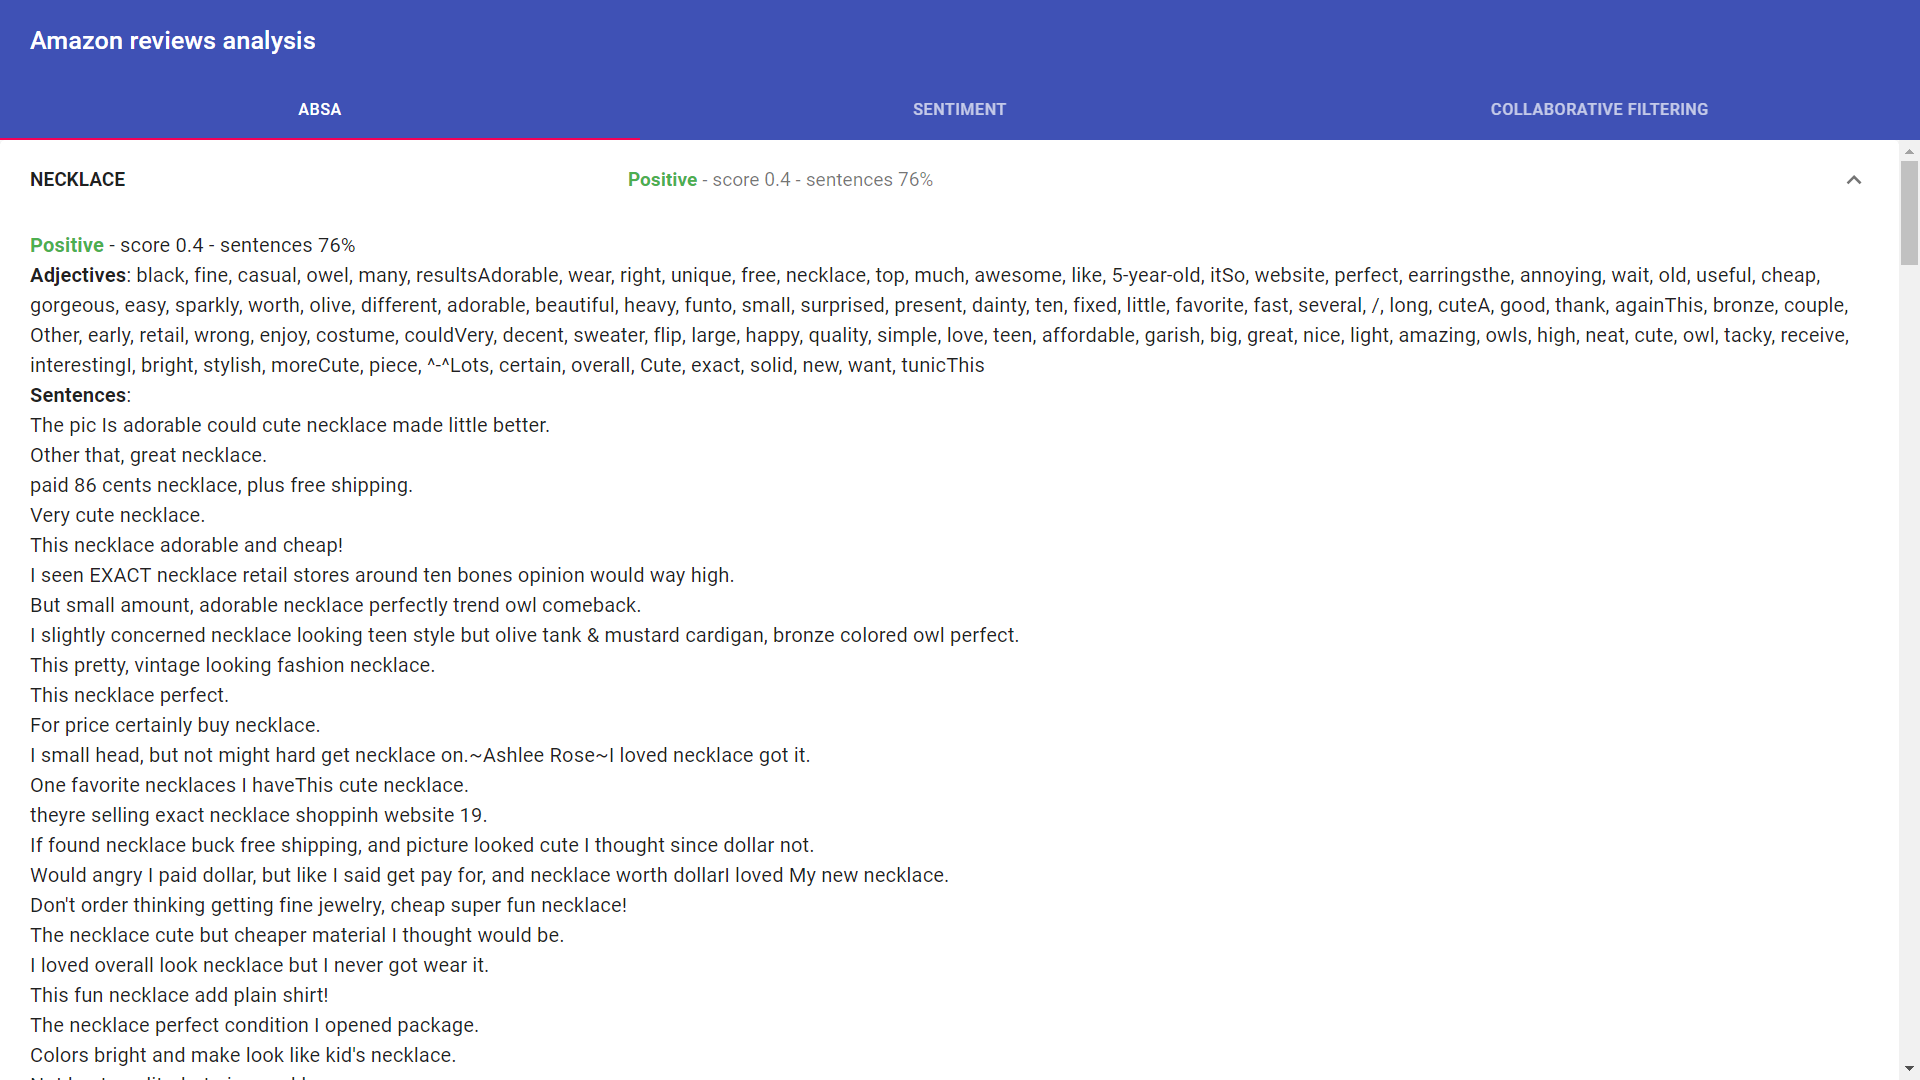 Amazon reviews analysis
ABSA
SENTIMENT
COLLABORATIVE FILTERING
NECKLACE
Positive - score 0.4 - sentences 76%
Positive - score 0.4 - sentences 76%
Adjectives: black, fine, casual, owel, many, resultsAdorable, wear, right, unique, free, necklace, top, much, awesome, like, 5-year-old, itSo, website, perfect, earringsthe, annoying, wait, old, useful, cheap,
gorgeous, easy, sparkly, worth, olive, different, adorable, beautiful, heavy, funto, small, surprised, present, dainty, ten, fixed, little, favorite, fast, several, /, long, cuteA, good, thank, againThis, bronze, couple,
Other, early, retail, wrong, enjoy, costume, couldVery, decent, sweater, flip, large, happy, quality, simple, love, teen, affordable, garish, big, great, nice, light, amazing, owls, high, neat, cute, owl, tacky, receive,
interestingI, bright, stylish, moreCute, piece, ^-^Lots, certain, overall, Cute, exact, solid, new, want, tunicThis
Sentences:
The pic Is adorable could cute necklace made little better.
Other that, great necklace.
paid 86 cents necklace, plus free shipping.
Very cute necklace.
This necklace adorable and cheap!
I seen EXACT necklace retail stores around ten bones opinion would way high.
But small amount, adorable necklace perfectly trend owl comeback.
I slightly concerned necklace looking teen style but olive tank & mustard cardigan, bronze colored owl perfect.
This pretty, vintage looking fashion necklace.
This necklace perfect.
For price certainly buy necklace.
I small head, but not might hard get necklace on.~Ashlee Rose~I loved necklace got it.
One favorite necklaces I haveThis cute necklace.
theyre selling exact necklace shoppinh website 19.
If found necklace buck free shipping, and picture looked cute I thought since dollar not.
Would angry I paid dollar, but like I said get pay for, and necklace worth dollarI loved My new necklace.
Don't order thinking getting fine jewelry, cheap super fun necklace!
The necklace cute but cheaper material I thought would be.
I loved overall look necklace but I never got wear it.
This fun necklace add plain shirt!
The necklace perfect condition I opened package.
Colors bright and make look like kid's necklace.